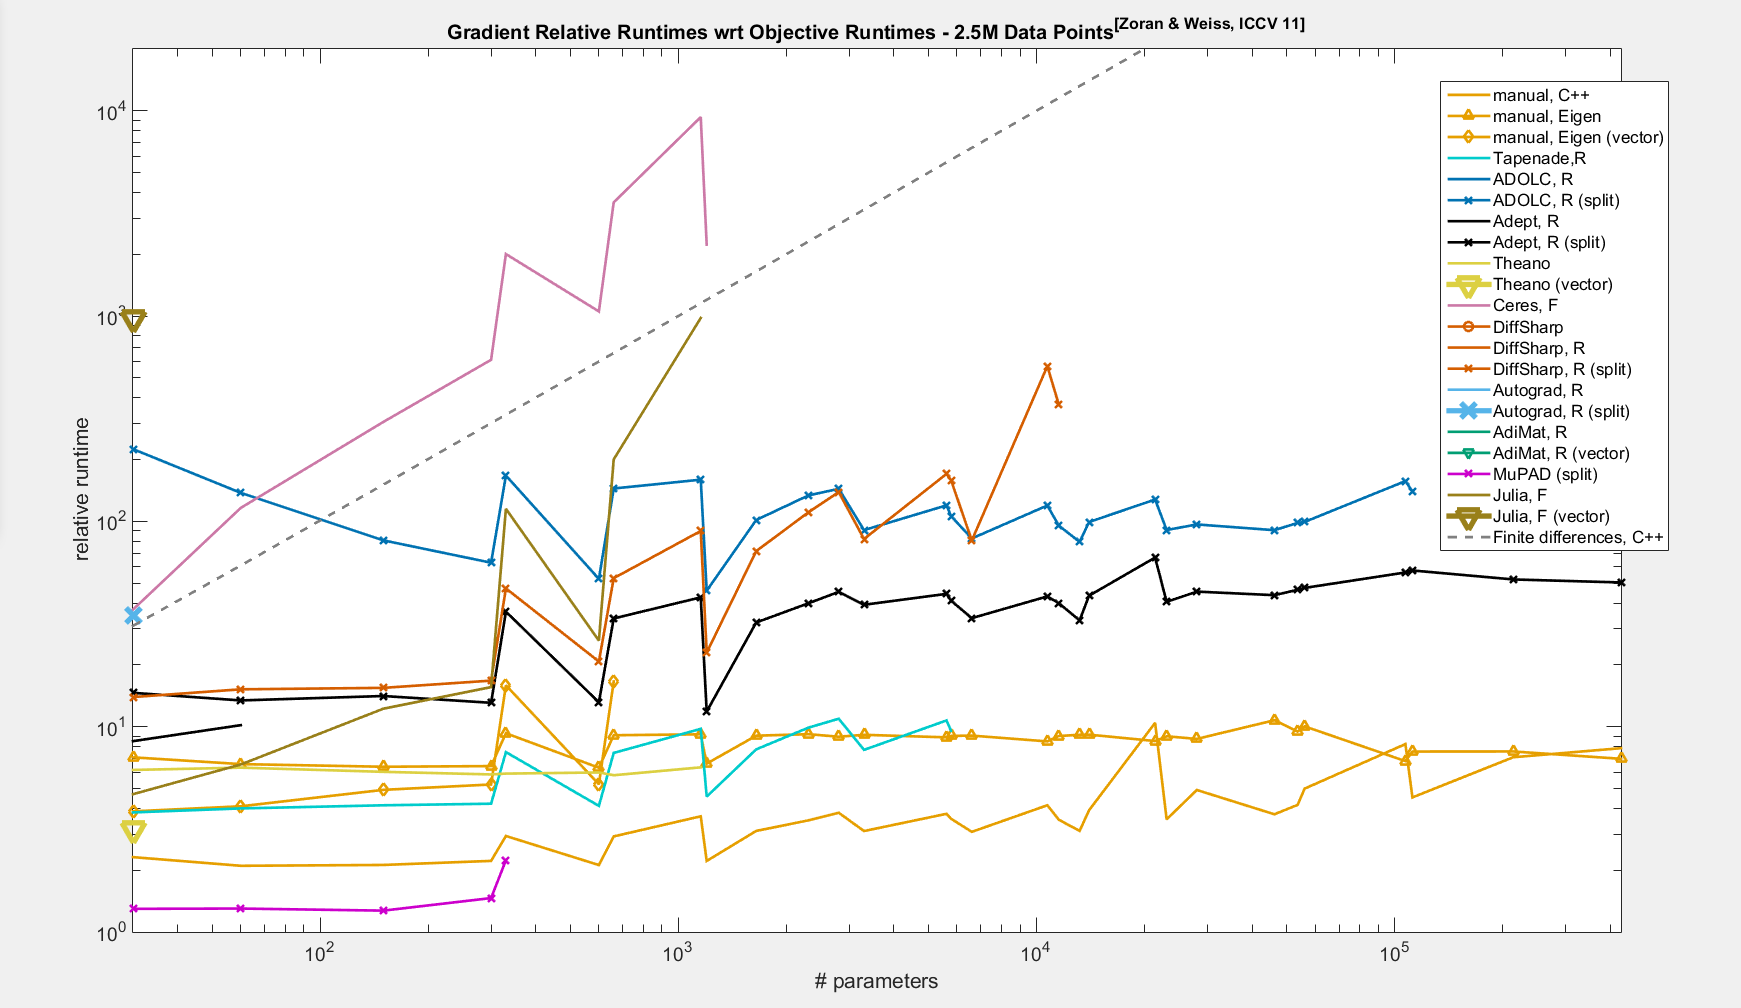 Gradient Relative Runtimes wrt Objective Runtimes - 2.5M Data Points[Zoran & Weiss, ICCV 11]
relative runtime
10^4
10^3
10^2
10^1
10^0
10^2 10^3 10^4 10^5
# parameters
manual, C++
manual, Eigen
manual, Eigen (vector)
Tapenade,R
ADOLC, R
ADOLC, R (split)
Adept, R
Adept, R (split)
Theano
Theano (vector)
Ceres, F
DiffSharp
DiffSharp, R
DiffSharp, R (split)
Autograd, R
Autograd, R (split)
AdiMat, R
AdiMat, R (vector)
MuPAD (split)
Julia, F
Julia, F (vector)
Finite differences, C++